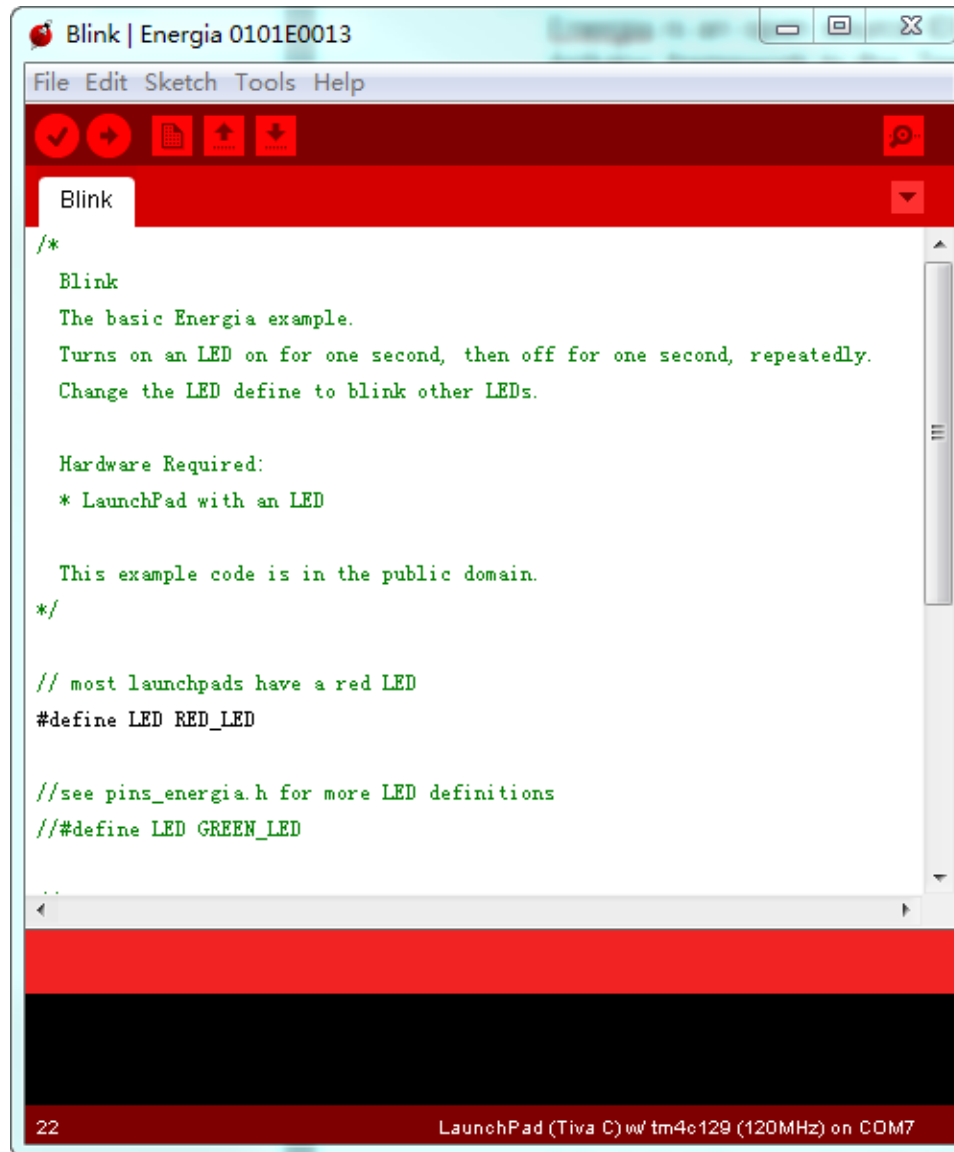 Blink | Energia 0101E0013
File Edit Sketch Tools Help
Blink
/*
Blink
The basic Energia example.
Turns on an LED on for one second, then off for one second, repeatedly.
Change the LED define to blink other LEDs.
Hardware Required:
* LaunchPad with an LED
This example code is in the public domain.
*/
// most launchpads have a red LED
#define LED RED_LED
//see pins_energia.h for more LED definitions
//#define LED GREEN_LED
22
LaunchPad (Tiva C) w/ tm4c129 (120MHz) on COM7